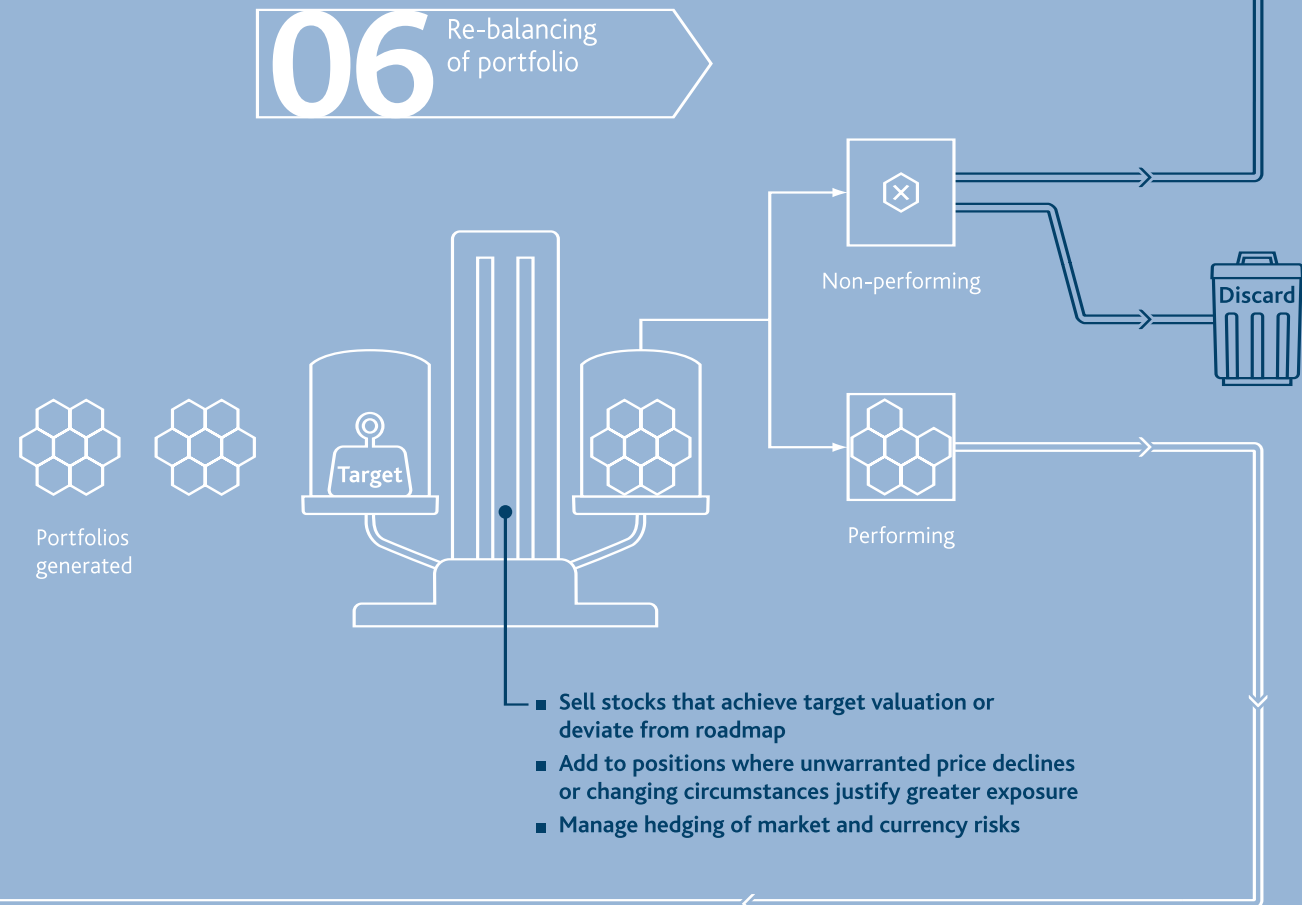 06
Re-balancing
of portfolio
Non-performing
Discard
Target
Portfolios
generated
Performing
■ Sell stocks that achieve target valuation or
deviate from roadmap
■ Add to positions where unwarranted price declines
or changing circumstances justify greater exposure
■ Manage hedging of market and currency risks